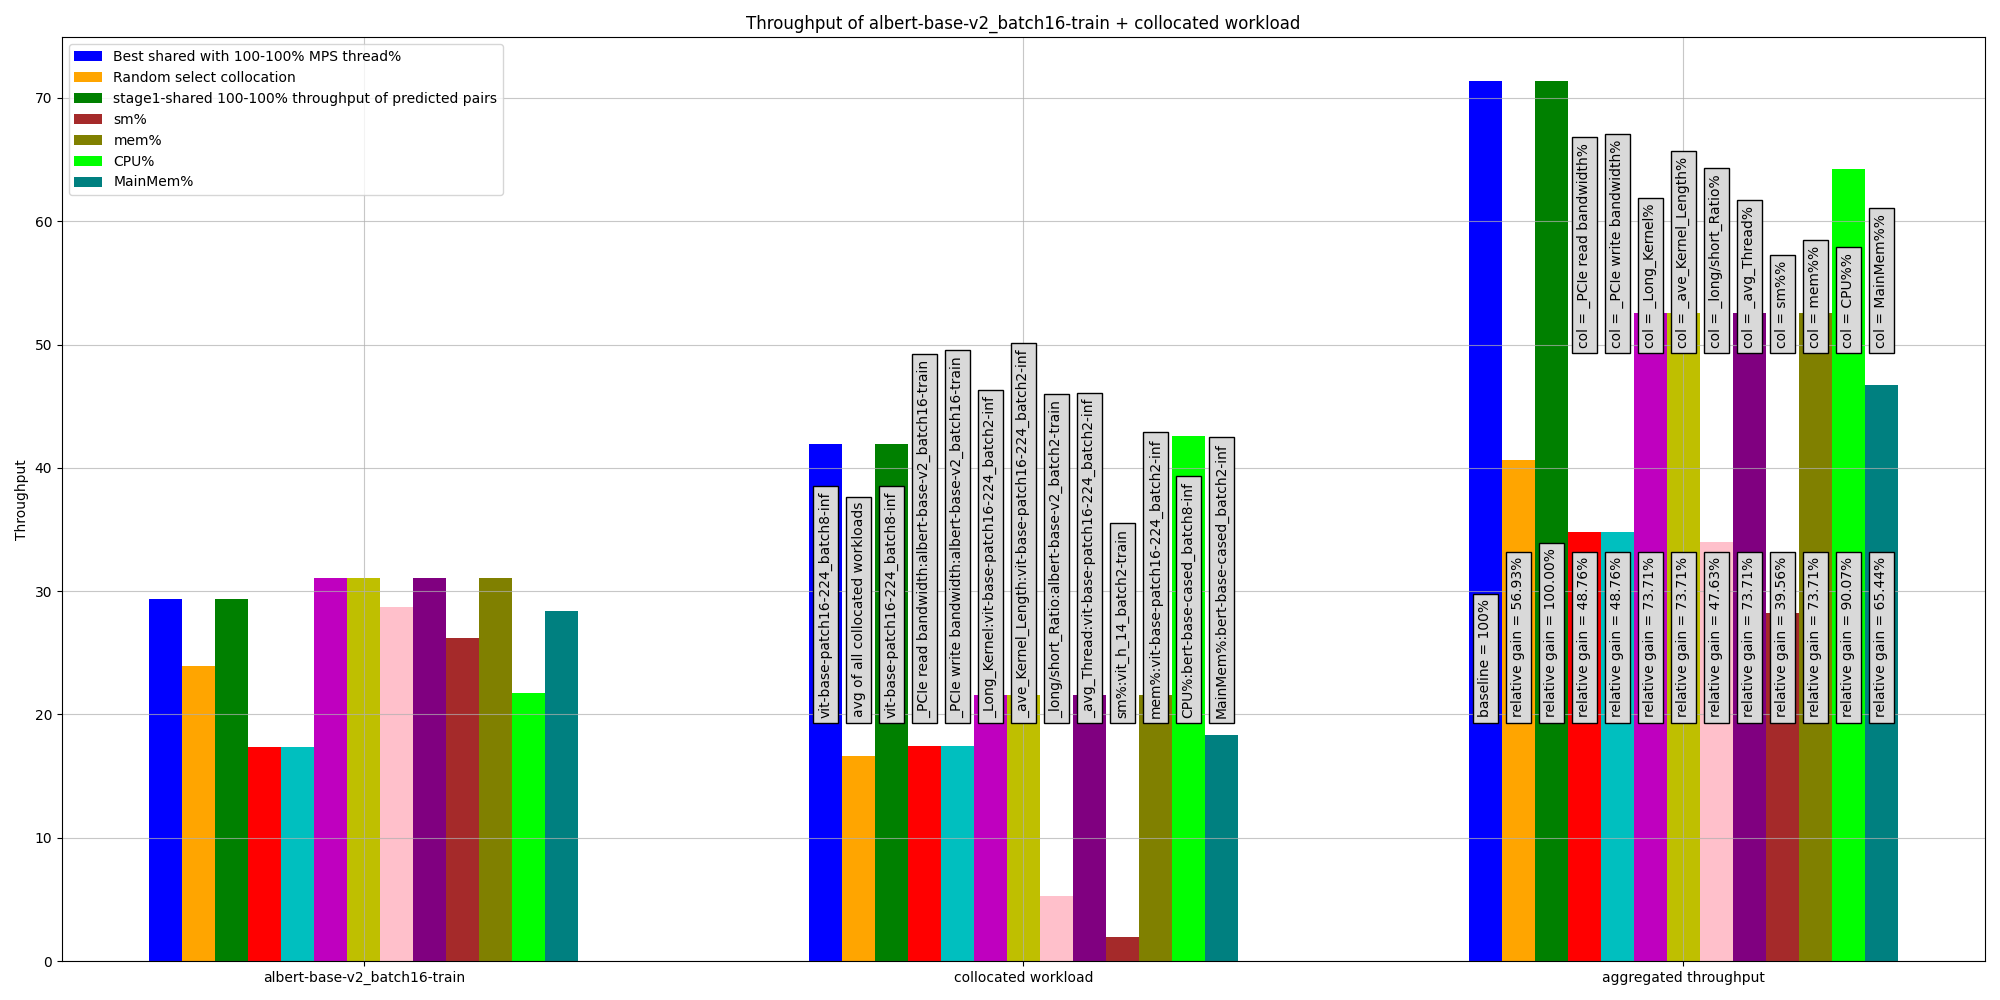 Throughput of albert-base-v2_batch16-train + collocated workload
Best shared with 100-100% MPS thread%
Random select collocation
stage1-shared 100-100% throughput of predicted pairs
sm%
mem%
CPU%
MainMem%
Throughput
70
60
50
40
30
20
10
0
vit-base-patch16-224_batch8-inf
avg of all collocated workloads
vit-base-patch16-224_batch8-inf
_PCIe read bandwidth:albert-base-v2_batch16-train
_PCIe write bandwidth:albert-base-v2_batch16-train
_Long_Kernel:vit-base-patch16-224_batch2-inf
_ave_Kernel_Length:vit-base-patch16-224_batch2-inf
_long/short_Ratio:albert-base-v2_batch2-train
_avg_Thread:vit-base-patch16-224_batch2-inf
sm%:vit_h_14_batch2-train
mem%:vit-base-patch16-224_batch2-inf
CPU%:bert-base-cased_batch8-inf
MainMem%:bert-base-cased_batch2-inf
col = _PCIe read bandwidth%
col = _PCIe write bandwidth%
col = _Long_Kernel%
col = _ave_Kernel_Length%
col = _long/short_Ratio%
col = _avg_Thread%
col = sm%%
col = mem%%
col = CPU%%
col = MainMem%%
baseline = 100%
relative gain = 56.93%
relative gain = 100.00%
relative gain = 48.76%
relative gain = 48.76%
relative gain = 73.71%
relative gain = 73.71%
relative gain = 47.63%
relative gain = 73.71%
relative gain = 39.56%
relative gain = 73.71%
relative gain = 90.07%
relative gain = 65.44%
albert-base-v2_batch16-train
collocated workload
aggregated throughput